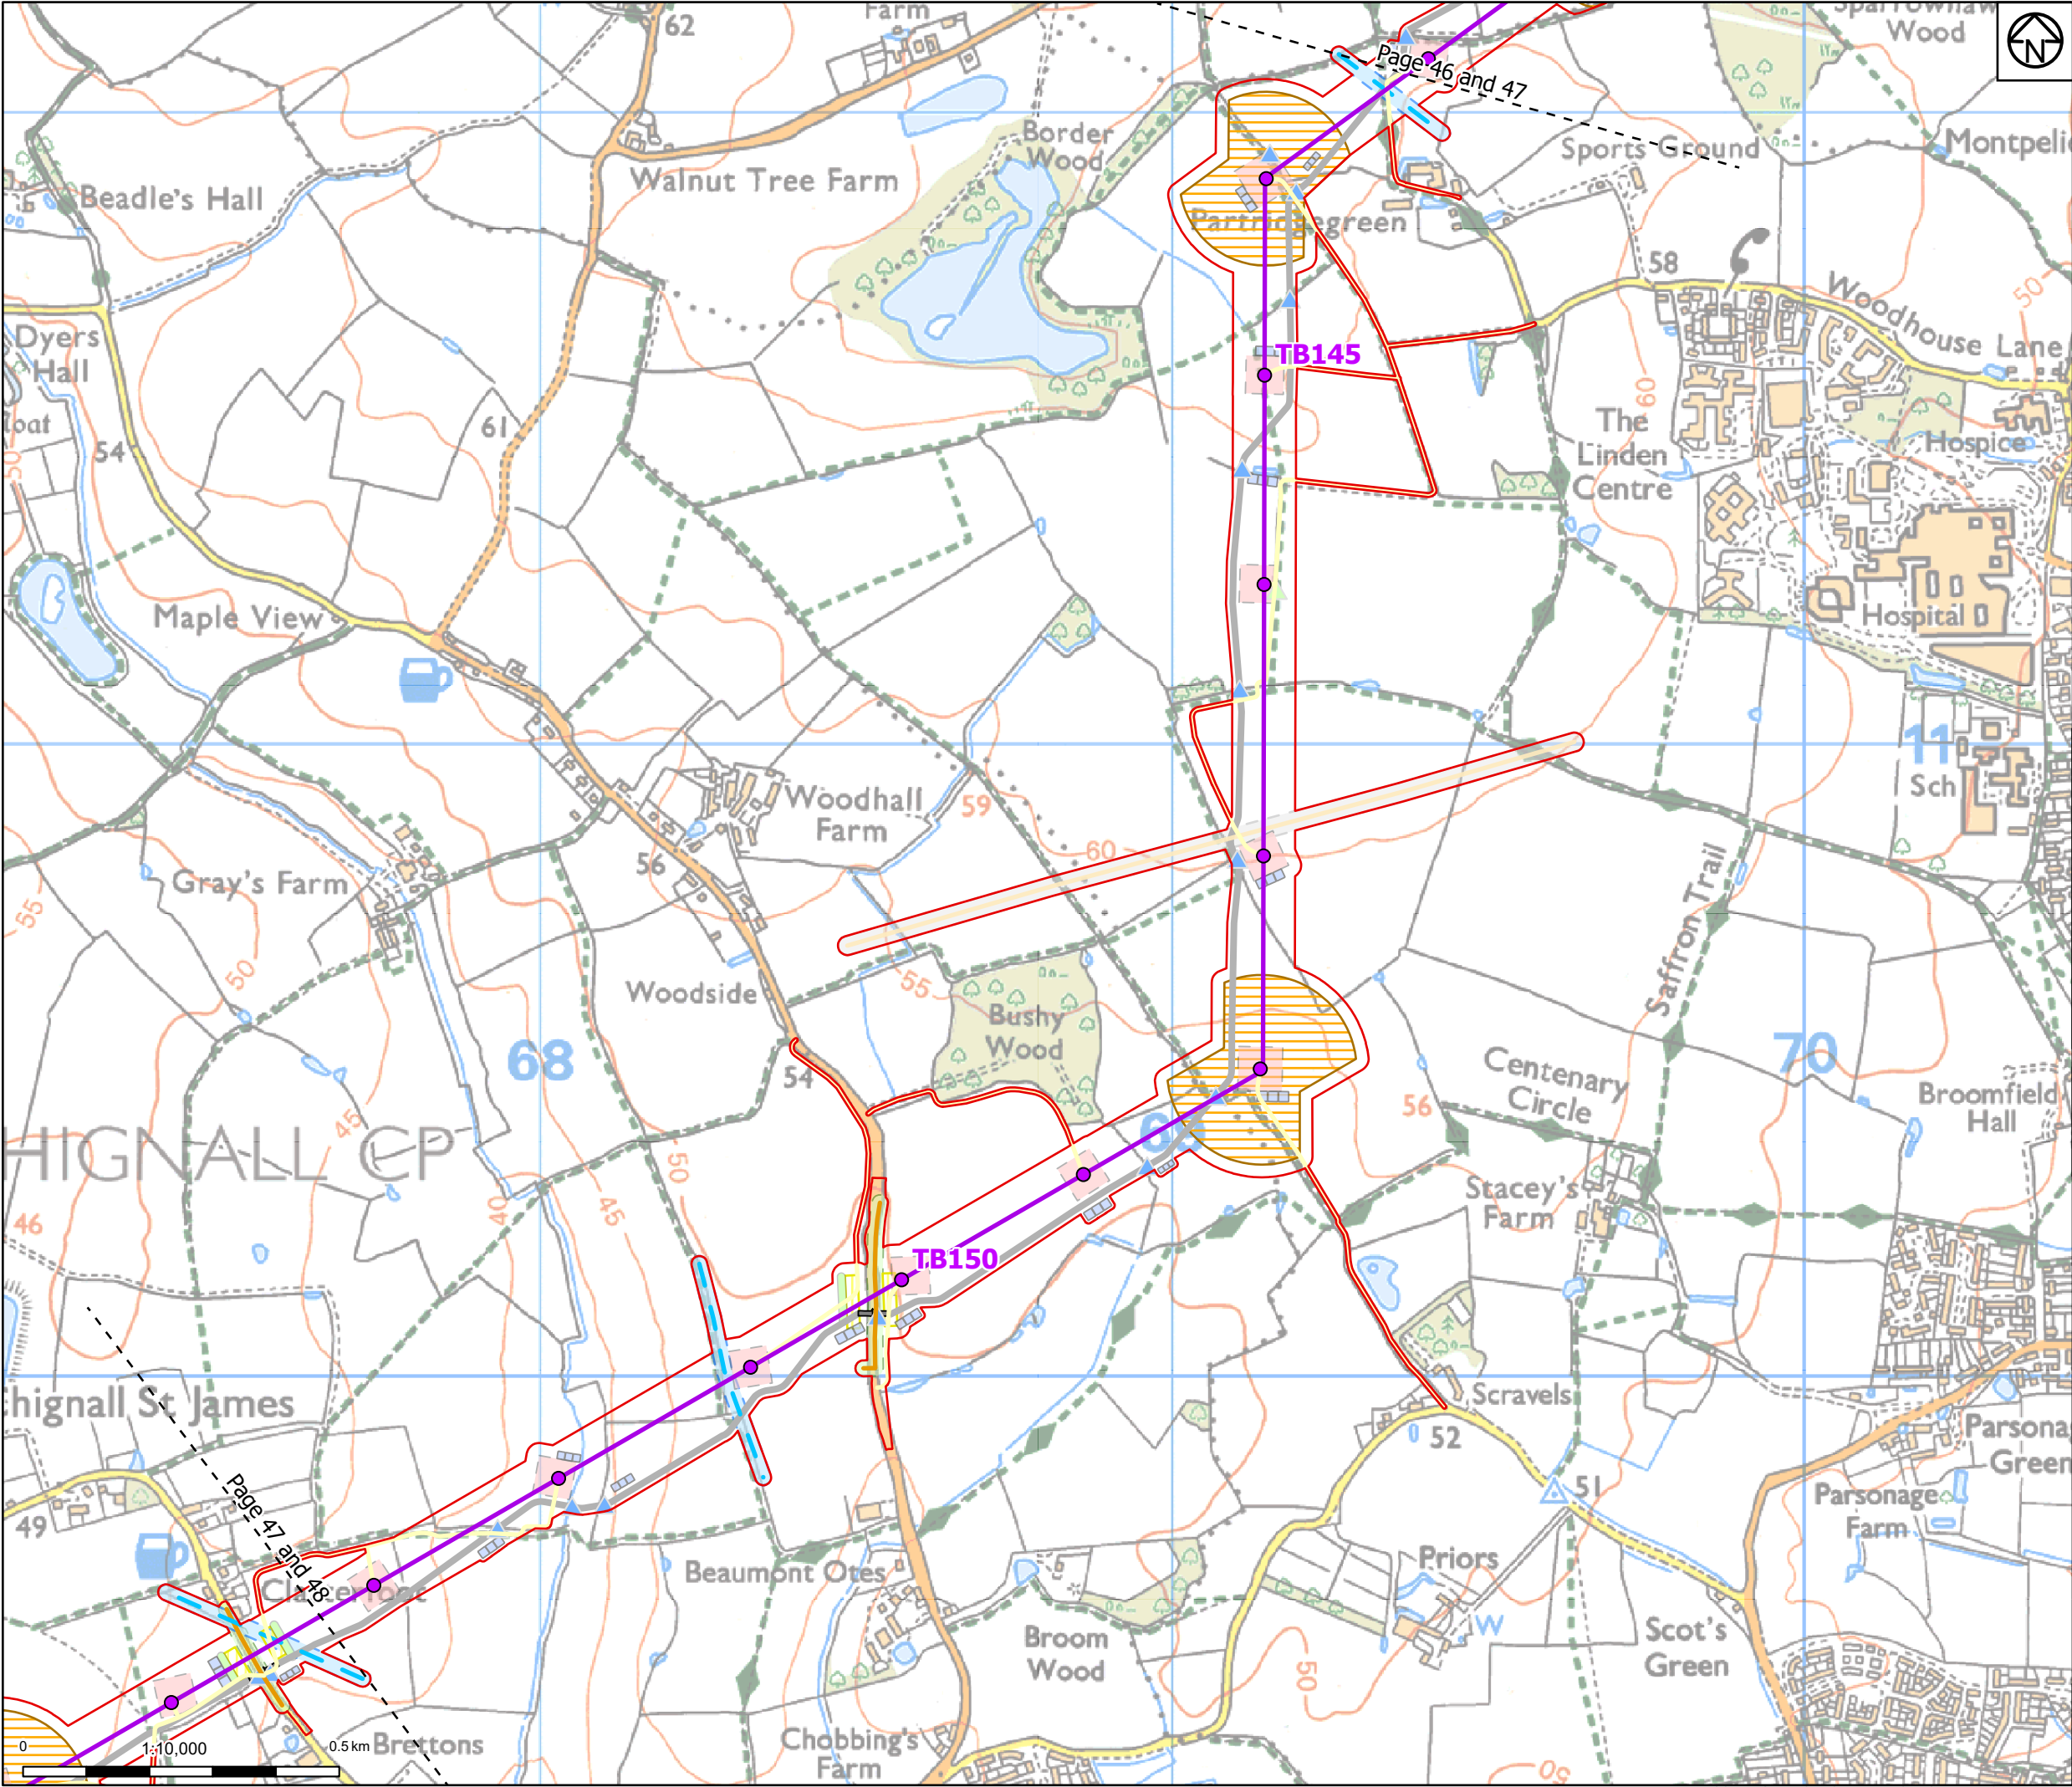 62
Farm
Wood
N
Page 46 and 47
Border
Wood
Sports Ground
Walnut Tree Farm
Beadle's Hall
Partridgegreen
58
Woodhouse Lane
50
Dyers
Hall
TB145
60
The
Linden
Centre
Hospice
61
54
50
Maple View
Hospital
11
Sch
Woodhall
Farm
59
60
56
Gray's Farm
55
50
Saffron Trail
Woodside
55
Bushy
Wood
68
70
54
Centenary
Circle
56
Broomfield
Hall
45
69
HIGNALL CP
50
40
45
46
Stacey's
Farm
TB150
hignall St James
Scravels
52
Parsonage
Farm
Green
51
49
Page 47 and 48
Beaumont Otes
Priors
W
Broom
Wood
Scot's
Green
50
0
1:10,000
0.5 km
Brettons
Chobbing's
Farm
50